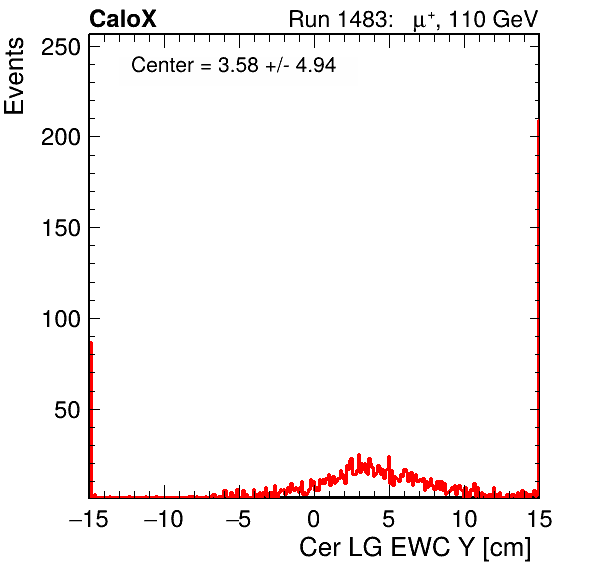 CaloX Run 1483: μ⁺, 110 GeV
Center = 3.58 +/- 4.94
Events
250
200
150
100
50
−15 −10 −5 0 5 10 15
Cer LG EWC Y [cm]